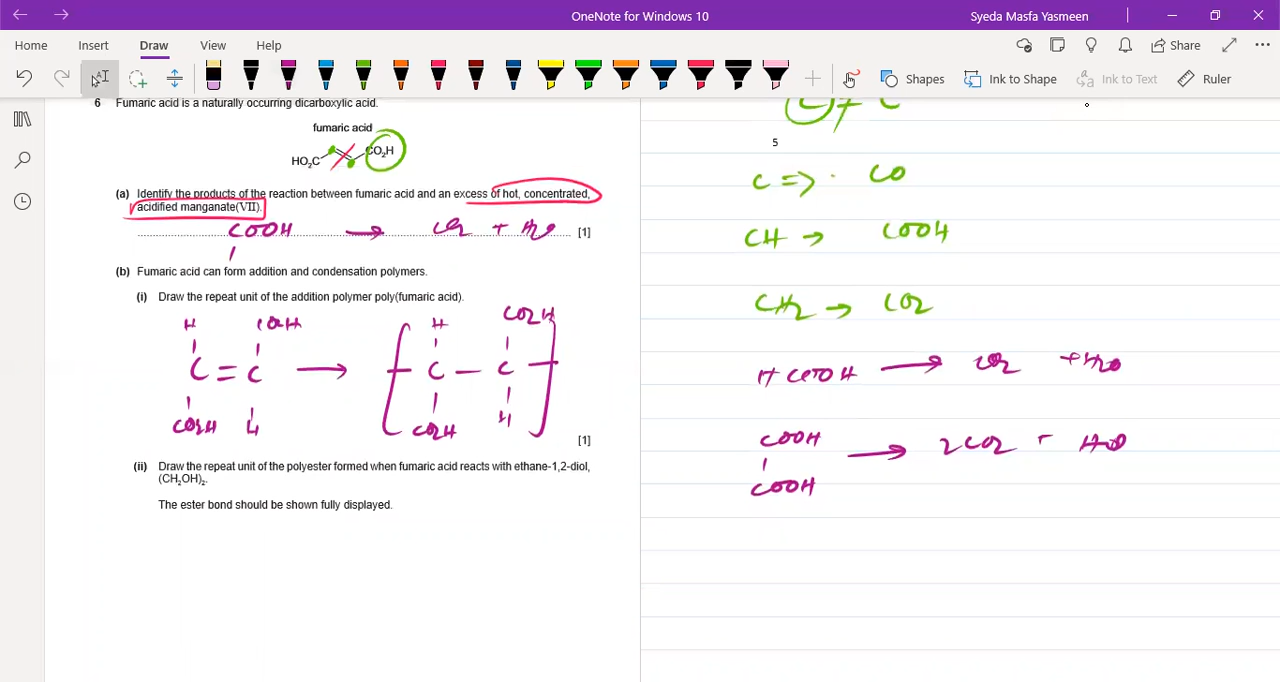 OneNote for Windows 10
Syeda Masfa Yasmeen
Home Insert Draw View Help
Share
Shapes Ink to Shape Ink to Text Ruler
6 Fumaric acid is a naturally occurring dicarboxylic acid.
fumaric acid
CO₂H
HO₂C
(a) Identify the products of the reaction between fumaric acid and an excess of hot, concentrated,
acidified manganate(VII).
COOH → CO2 + H2O [1]
(b) Fumaric acid can form addition and condensation polymers.
(i) Draw the repeat unit of the addition polymer poly(fumaric acid).
H CO2H H CO2H
C = C → C — C
CO2H H CO2H H
[1]
(ii) Draw the repeat unit of the polyester formed when fumaric acid reacts with ethane-1,2-diol,
(CH₂OH)₂.
The ester bond should be shown fully displayed.
5
C => CO
CH → COOH
CH2 → CO2
HCOOH → CO2 + H2O
COOH
COOH → 2CO2 + H2O